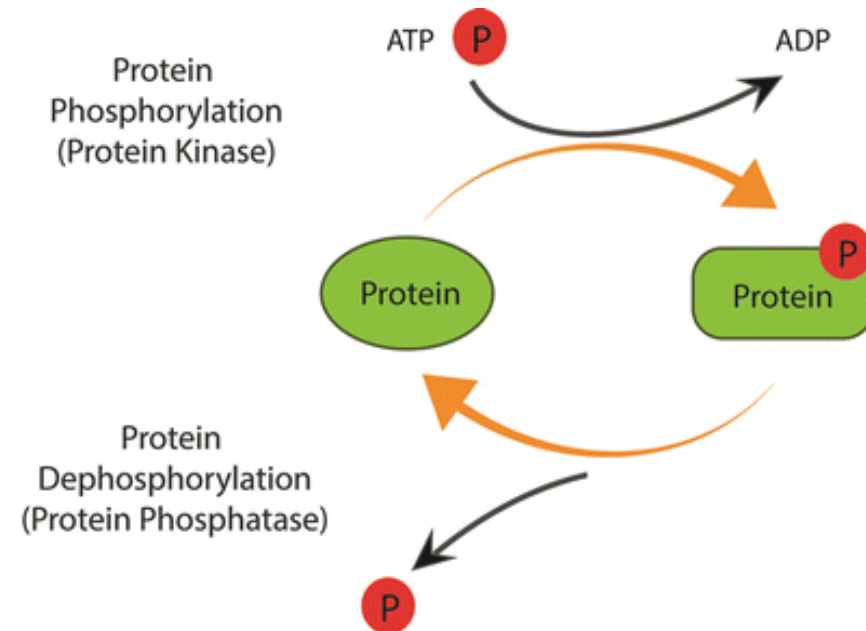 ATP P ADP
Protein
Phosphorylation
(Protein Kinase)
P
Protein
Protein
Protein
Dephosphorylation
(Protein Phosphatase)
P